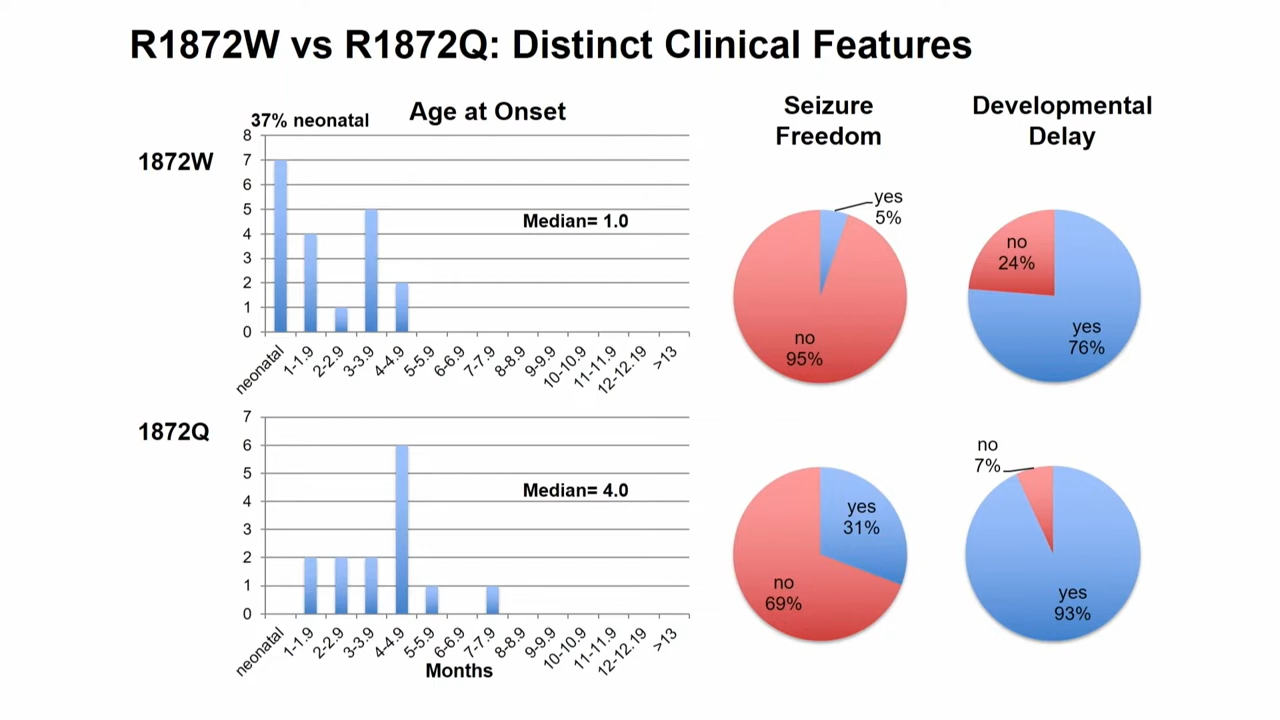 R1872W vs R1872Q: Distinct Clinical Features
Age at Onset
37% neonatal
1872W
8
7
6
5
4
3
2
1
0
Median= 1.0
neonatal
1-1.9
2-2.9
3-3.9
4-4.9
5-5.9
6-6.9
7-7.9
8-8.9
9-9.9
10-10.9
11-11.9
12-12.19
>13
Seizure
Freedom
yes
5%
no
95%
Developmental
Delay
no
24%
yes
76%
1872Q
7
6
5
4
3
2
1
0
Median= 4.0
neonatal
1-1.9
2-2.9
3-3.9
4-4.9
5-5.9
6-6.9
7-7.9
8-8.9
9-9.9
10-10.9
11-11.9
12-12.19
>13
Months
yes
31%
no
69%
no
7%
yes
93%